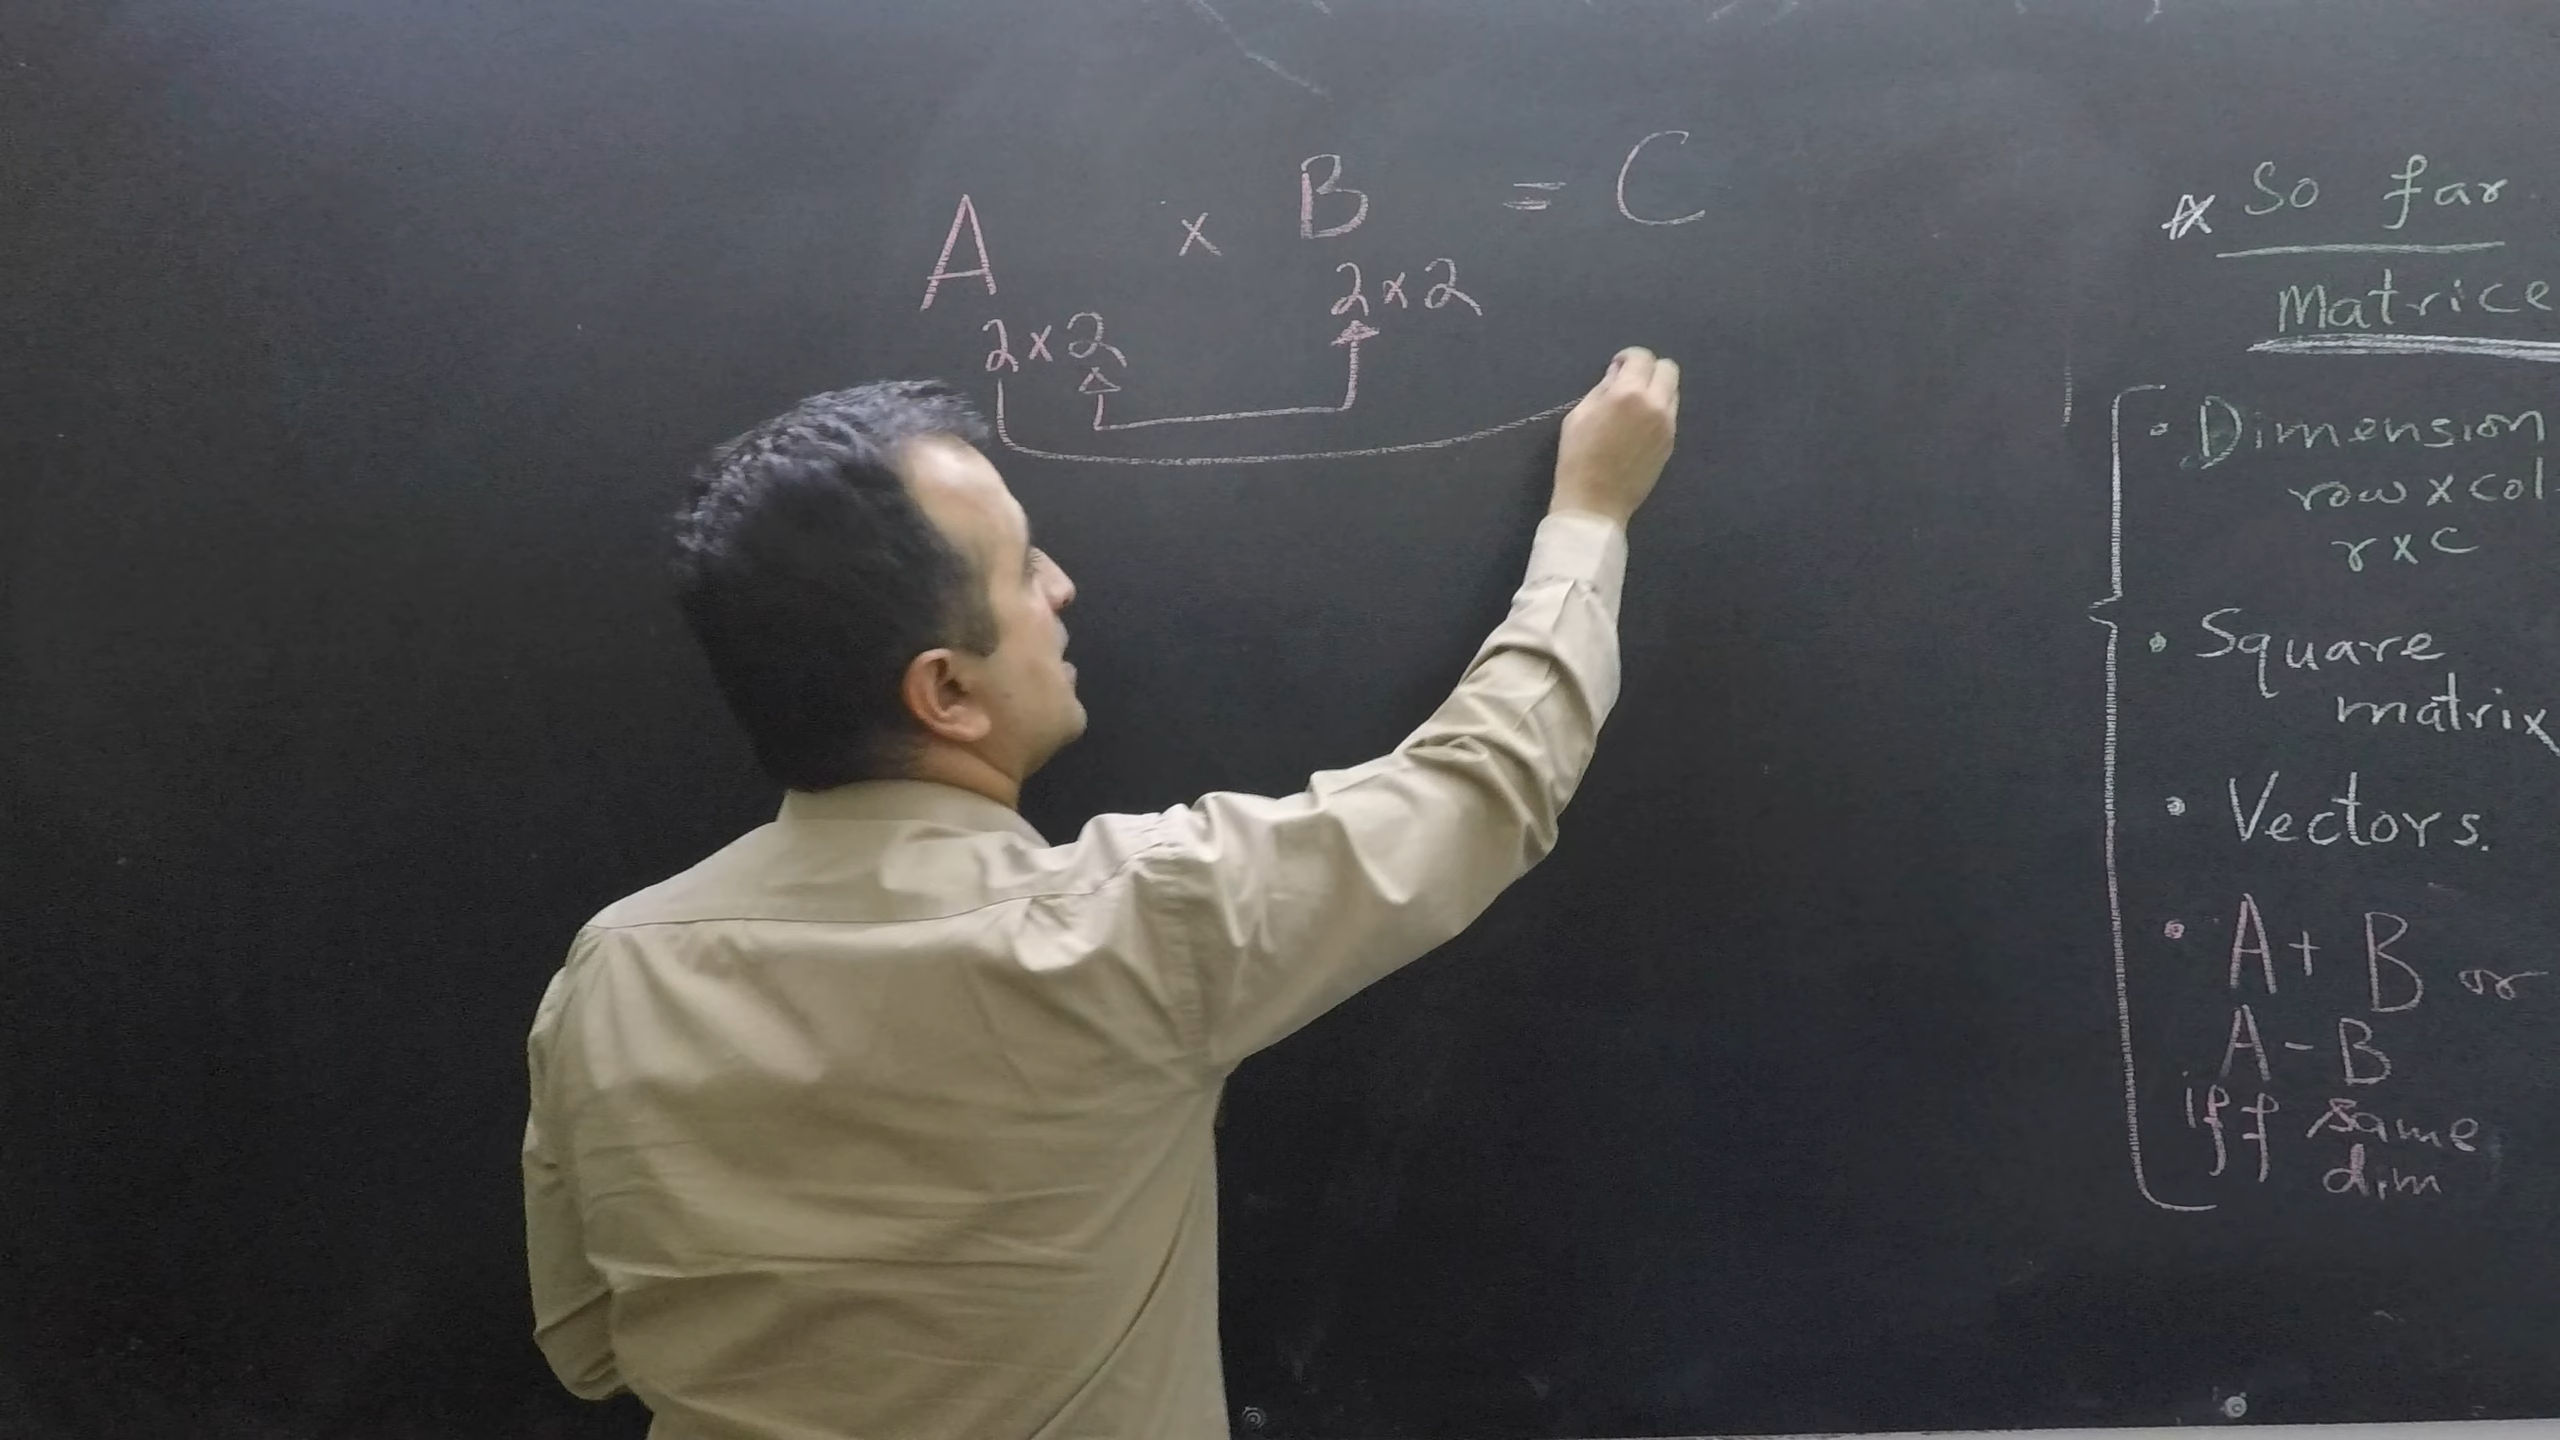 A × B = C
2×2 2×2
* So far
Matrice
• Dimension
row × col
r × c
• Square
matrix
• Vectors.
• A + B or
A - B
iff same
dim